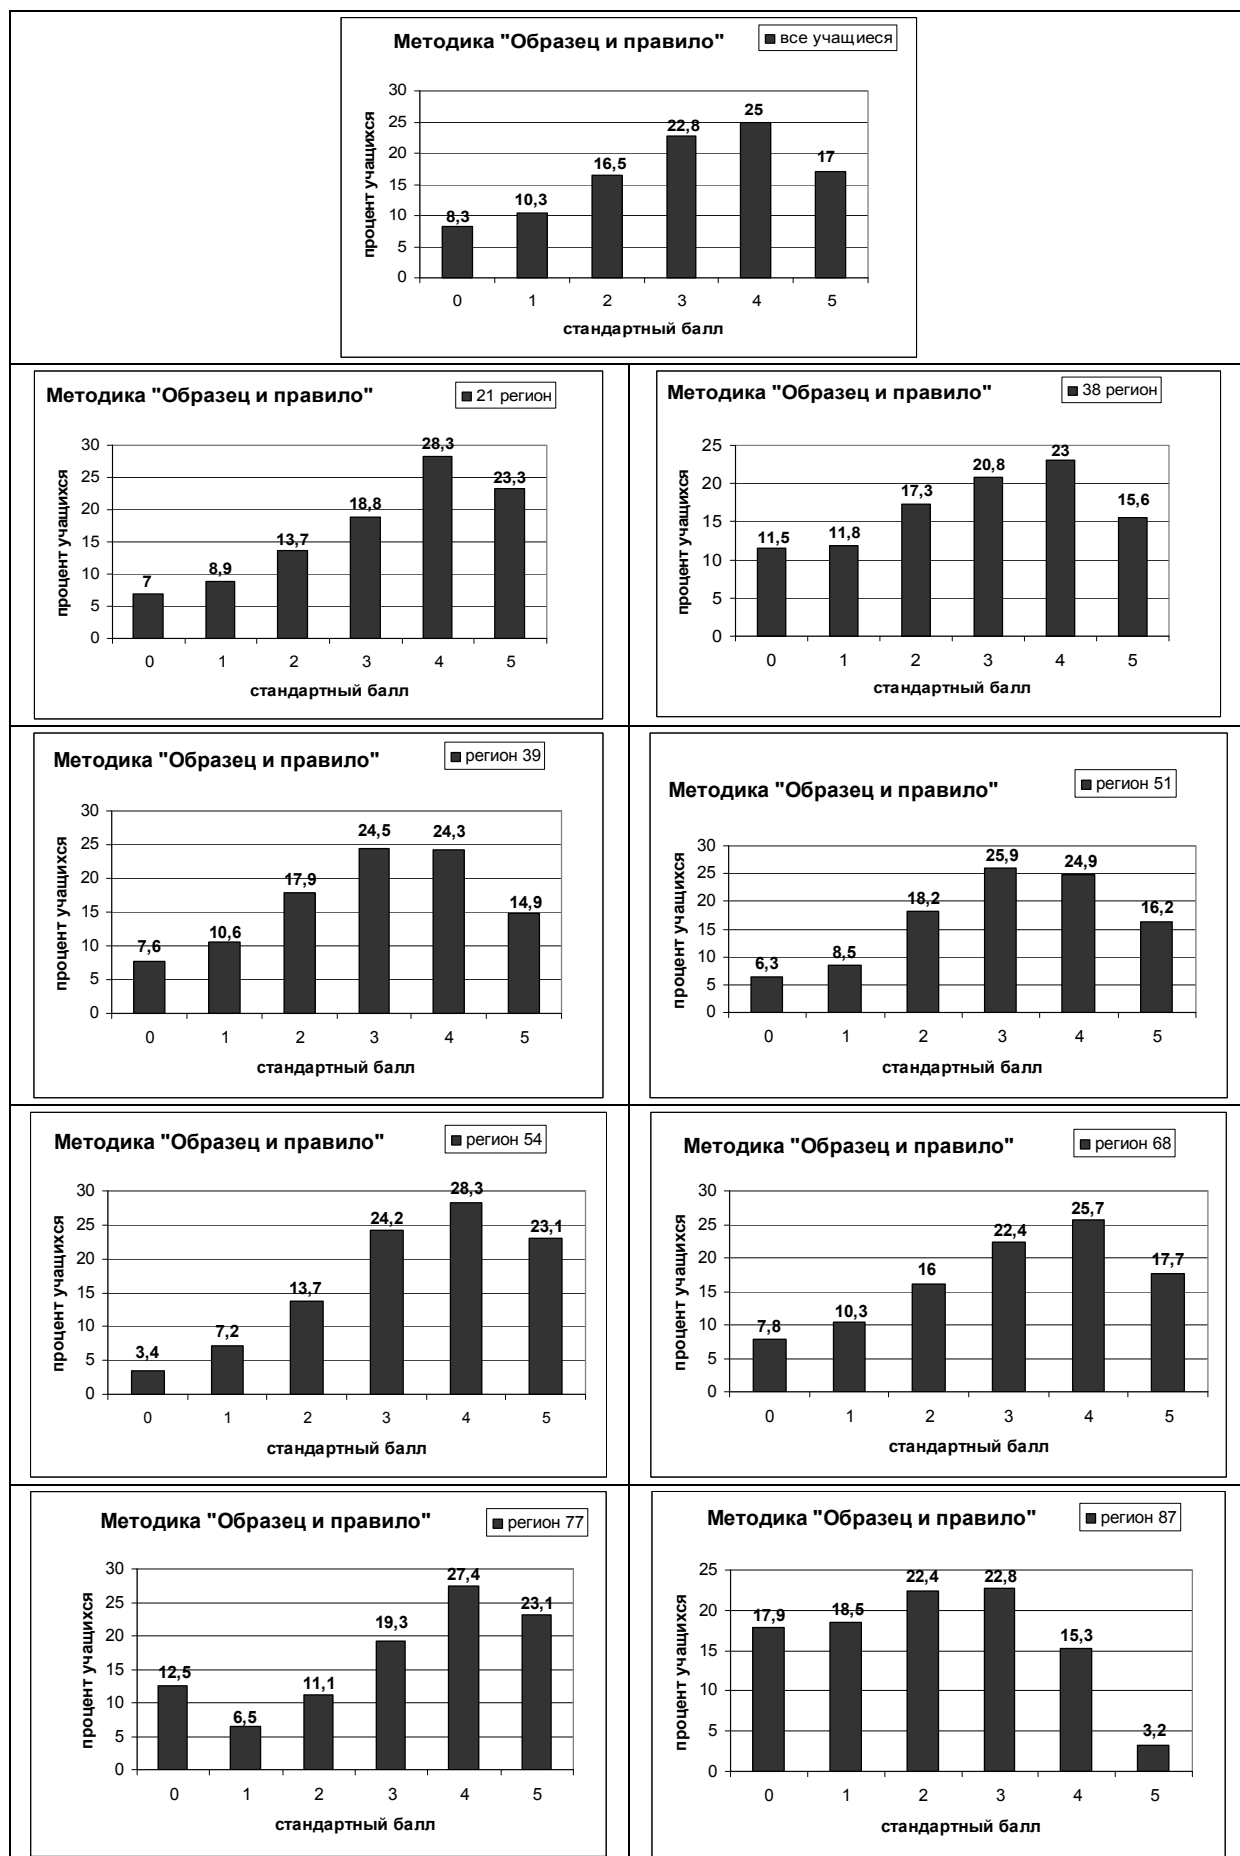 Методика "Образец и правило"
все учащиеся
процент учащихся
30
25
20
15
10
5
0
8,3
10,3
16,5
22,8
25
17
0 1 2 3 4 5
стандартный балл
Методика "Образец и правило"
21 регион
процент учащихся
30
25
20
15
10
5
0
7
8,9
13,7
18,8
28,3
23,3
0 1 2 3 4 5
стандартный балл
Методика "Образец и правило"
38 регион
процент учащихся
25
20
15
10
5
0
11,5
11,8
17,3
20,8
23
15,6
0 1 2 3 4 5
стандартный балл
Методика "Образец и правило"
регион 39
процент учащихся
30
25
20
15
10
5
0
7,6
10,6
17,9
24,5
24,3
14,9
0 1 2 3 4 5
стандартный балл
Методика "Образец и правило"
регион 51
процент учащихся
30
25
20
15
10
5
0
6,3
8,5
18,2
25,9
24,9
16,2
0 1 2 3 4 5
стандартный балл
Методика "Образец и правило"
регион 54
процент учащихся
30
25
20
15
10
5
0
3,4
7,2
13,7
24,2
28,3
23,1
0 1 2 3 4 5
стандартный балл
Методика "Образец и правило"
регион 68
процент учащихся
30
25
20
15
10
5
0
7,8
10,3
16
22,4
25,7
17,7
0 1 2 3 4 5
стандартный балл
Методика "Образец и правило"
регион 77
процент учащихся
30
25
20
15
10
5
0
12,5
6,5
11,1
19,3
27,4
23,1
0 1 2 3 4 5
стандартный балл
Методика "Образец и правило"
регион 87
процент учащихся
25
20
15
10
5
0
17,9
18,5
22,4
22,8
15,3
3,2
0 1 2 3 4 5
стандартный балл